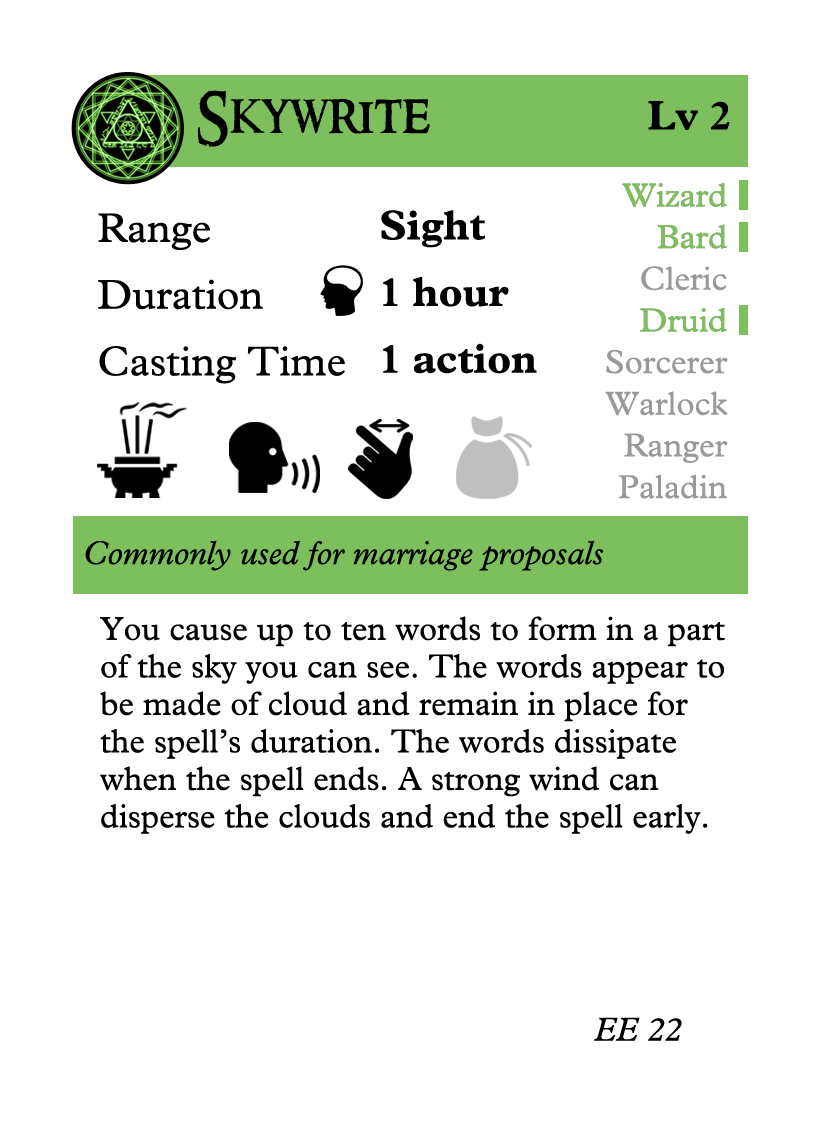 Skywrite
Lv 2
Range Sight
Duration 1 hour
Casting Time 1 action
Wizard
Bard
Cleric
Druid
Sorcerer
Warlock
Ranger
Paladin
Commonly used for marriage proposals
You cause up to ten words to form in a part
of the sky you can see. The words appear to
be made of cloud and remain in place for
the spell’s duration. The words dissipate
when the spell ends. A strong wind can
disperse the clouds and end the spell early.
EE 22